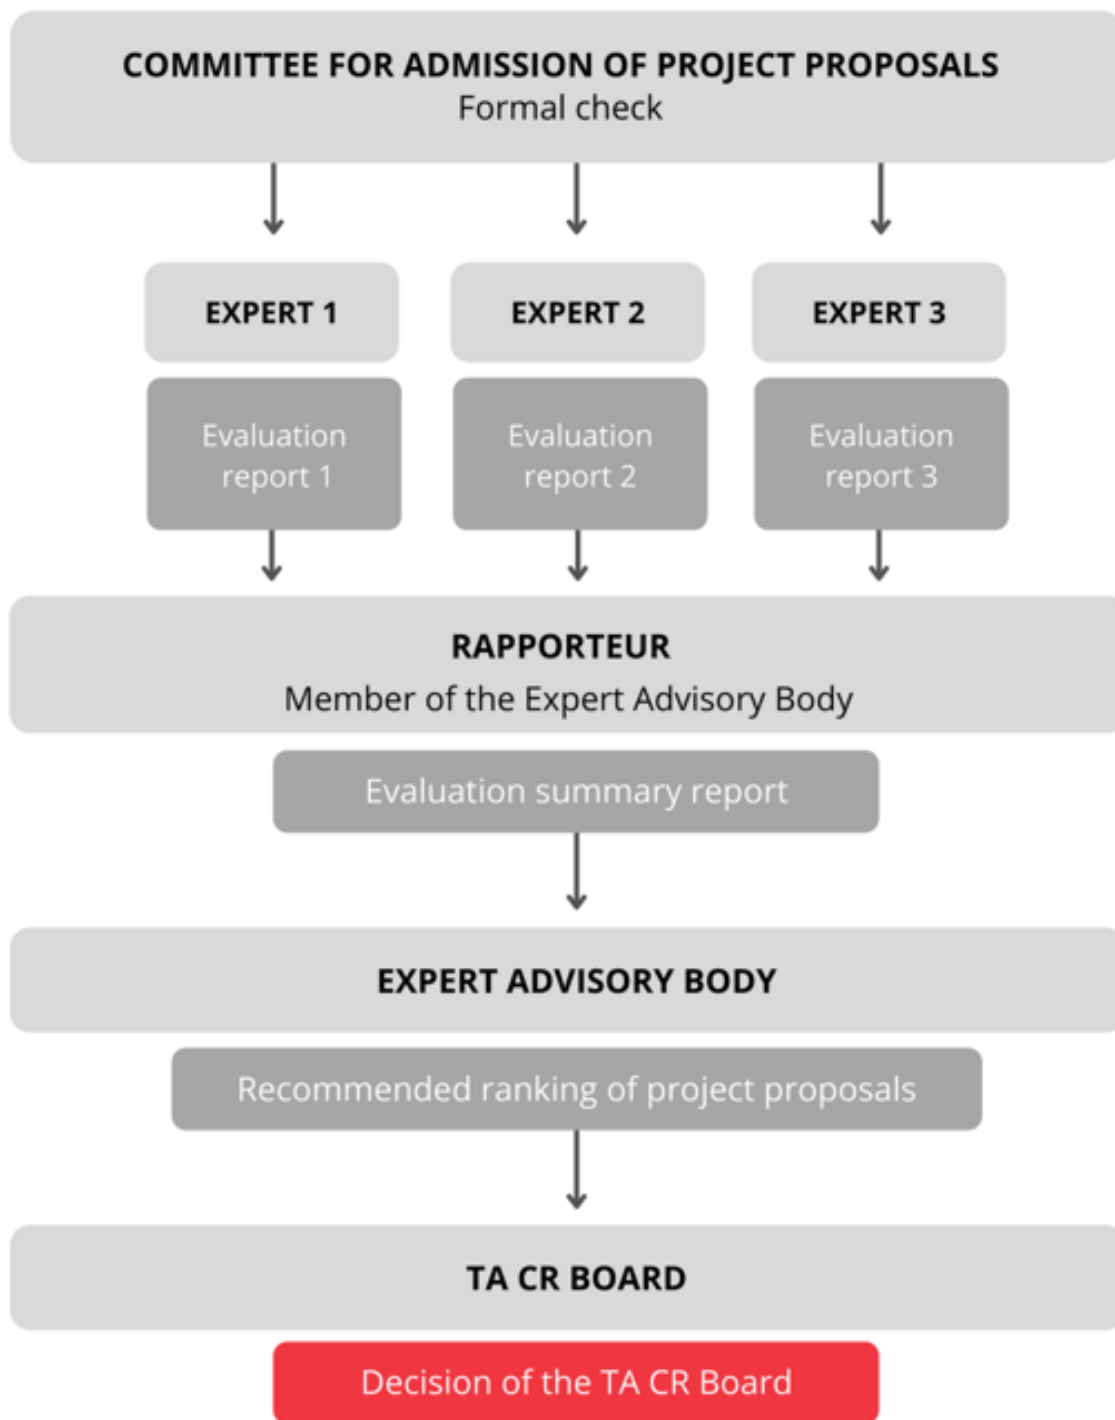 COMMITTEE FOR ADMISSION OF PROJECT PROPOSALS
Formal check
EXPERT 1
EXPERT 2
EXPERT 3
Evaluation
report 1
Evaluation
report 2
Evaluation
report 3
RAPPORTEUR
Member of the Expert Advisory Body
Evaluation summary report
EXPERT ADVISORY BODY
Recommended ranking of project proposals
TA CR BOARD
Decision of the TA CR Board